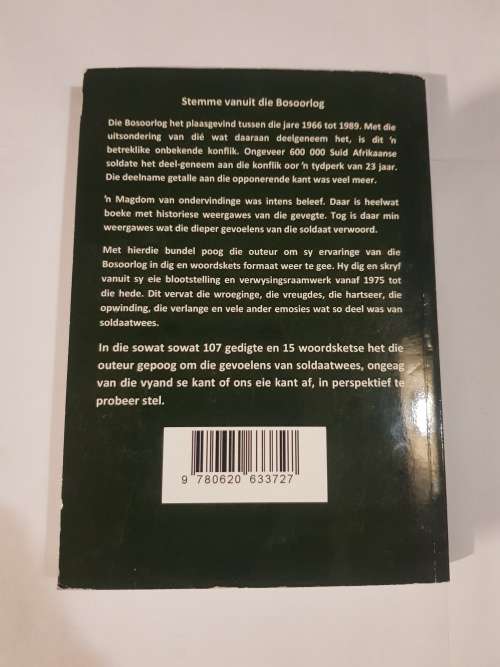 Stemme vanuit die Bosoorlog
Die Bosoorlog het plaasgevind tussen die jare 1966 tot 1989. Met die
uitsondering van dié wat daaraan deelgeneem het, is dit 'n
betreklike onbekende konflik. Ongeveer 600 000 Suid Afrikaanse
soldate het deel-geneem aan die konflik oor 'n tydperk van 23 jaar.
Die deelname getalle aan die opponerende kant was veel meer.
'n Magdom van ondervindinge was intens beleef. Daar is heelwat
boeke met historiese weergawes van die gevegte. Tog is daar min
weergawes wat die dieper gevoelens van die soldaat verwoord.
Met hierdie bundel poog die outeur om sy ervaringe van die
Bosoorlog in dig en woordskets formaat weer te gee. Hy dig en skryf
vanuit sy eie blootstelling en verwysingsraamwerk vanaf 1975 tot
die hede. Dit vervat die wroeginge, die vreugdes, die hartseer, die
opwinding, die verlange en vele ander emosies wat so deel was van
soldaatwees.
In die sowat sowat 107 gedigte en 15 woordsketse het die
outeur gepoog om die gevoelens van soldaatwees, ongeag
van die vyand se kant of ons eie kant af, in perspektief te
probeer stel.
9 780620 633727